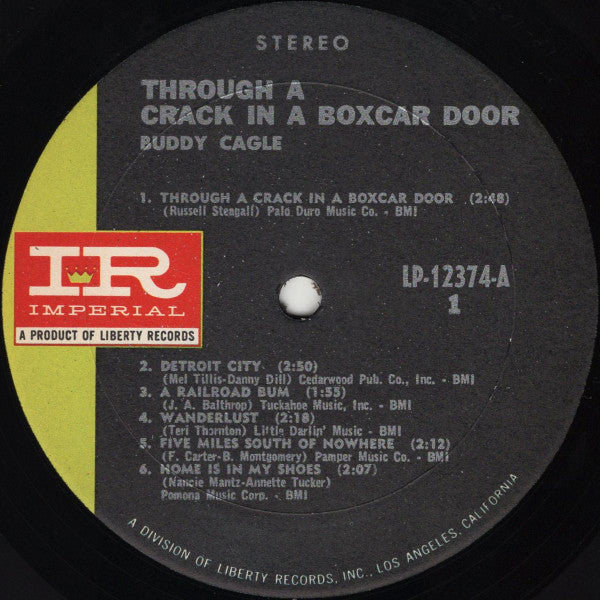 STEREO
THROUGH A
CRACK IN A BOXCAR DOOR
BUDDY CAGLE
1. THROUGH A CRACK IN A BOXCAR DOOR (2:48)
(Russell Stengall) Palo Duro Music Co. - BMI
IR
IMPERIAL
A PRODUCT OF LIBERTY RECORDS
LP-12374-A
1
2. DETROIT CITY (2:50)
(Mel Tillis-Danny Dill) Cedarwood Pub. Co., Inc. - BMI
3. A RAILROAD BUM (1:55)
(J. A. Balthrop) Tuckahoe Music, Inc. - BMI
4. WANDERLUST (2:18)
(Teri Thornton) Little Darlin' Music - BMI
5. FIVE MILES SOUTH OF NOWHERE (2:12)
(F. Carter-B. Montgomery) Pamper Music Co. - BMI
6. HOME IS IN MY SHOES (2:07)
(Nancie Mantz-Annette Tucker)
Pomona Music Corp. - BMI
A DIVISION OF LIBERTY RECORDS, INC., LOS ANGELES, CALIFORNIA